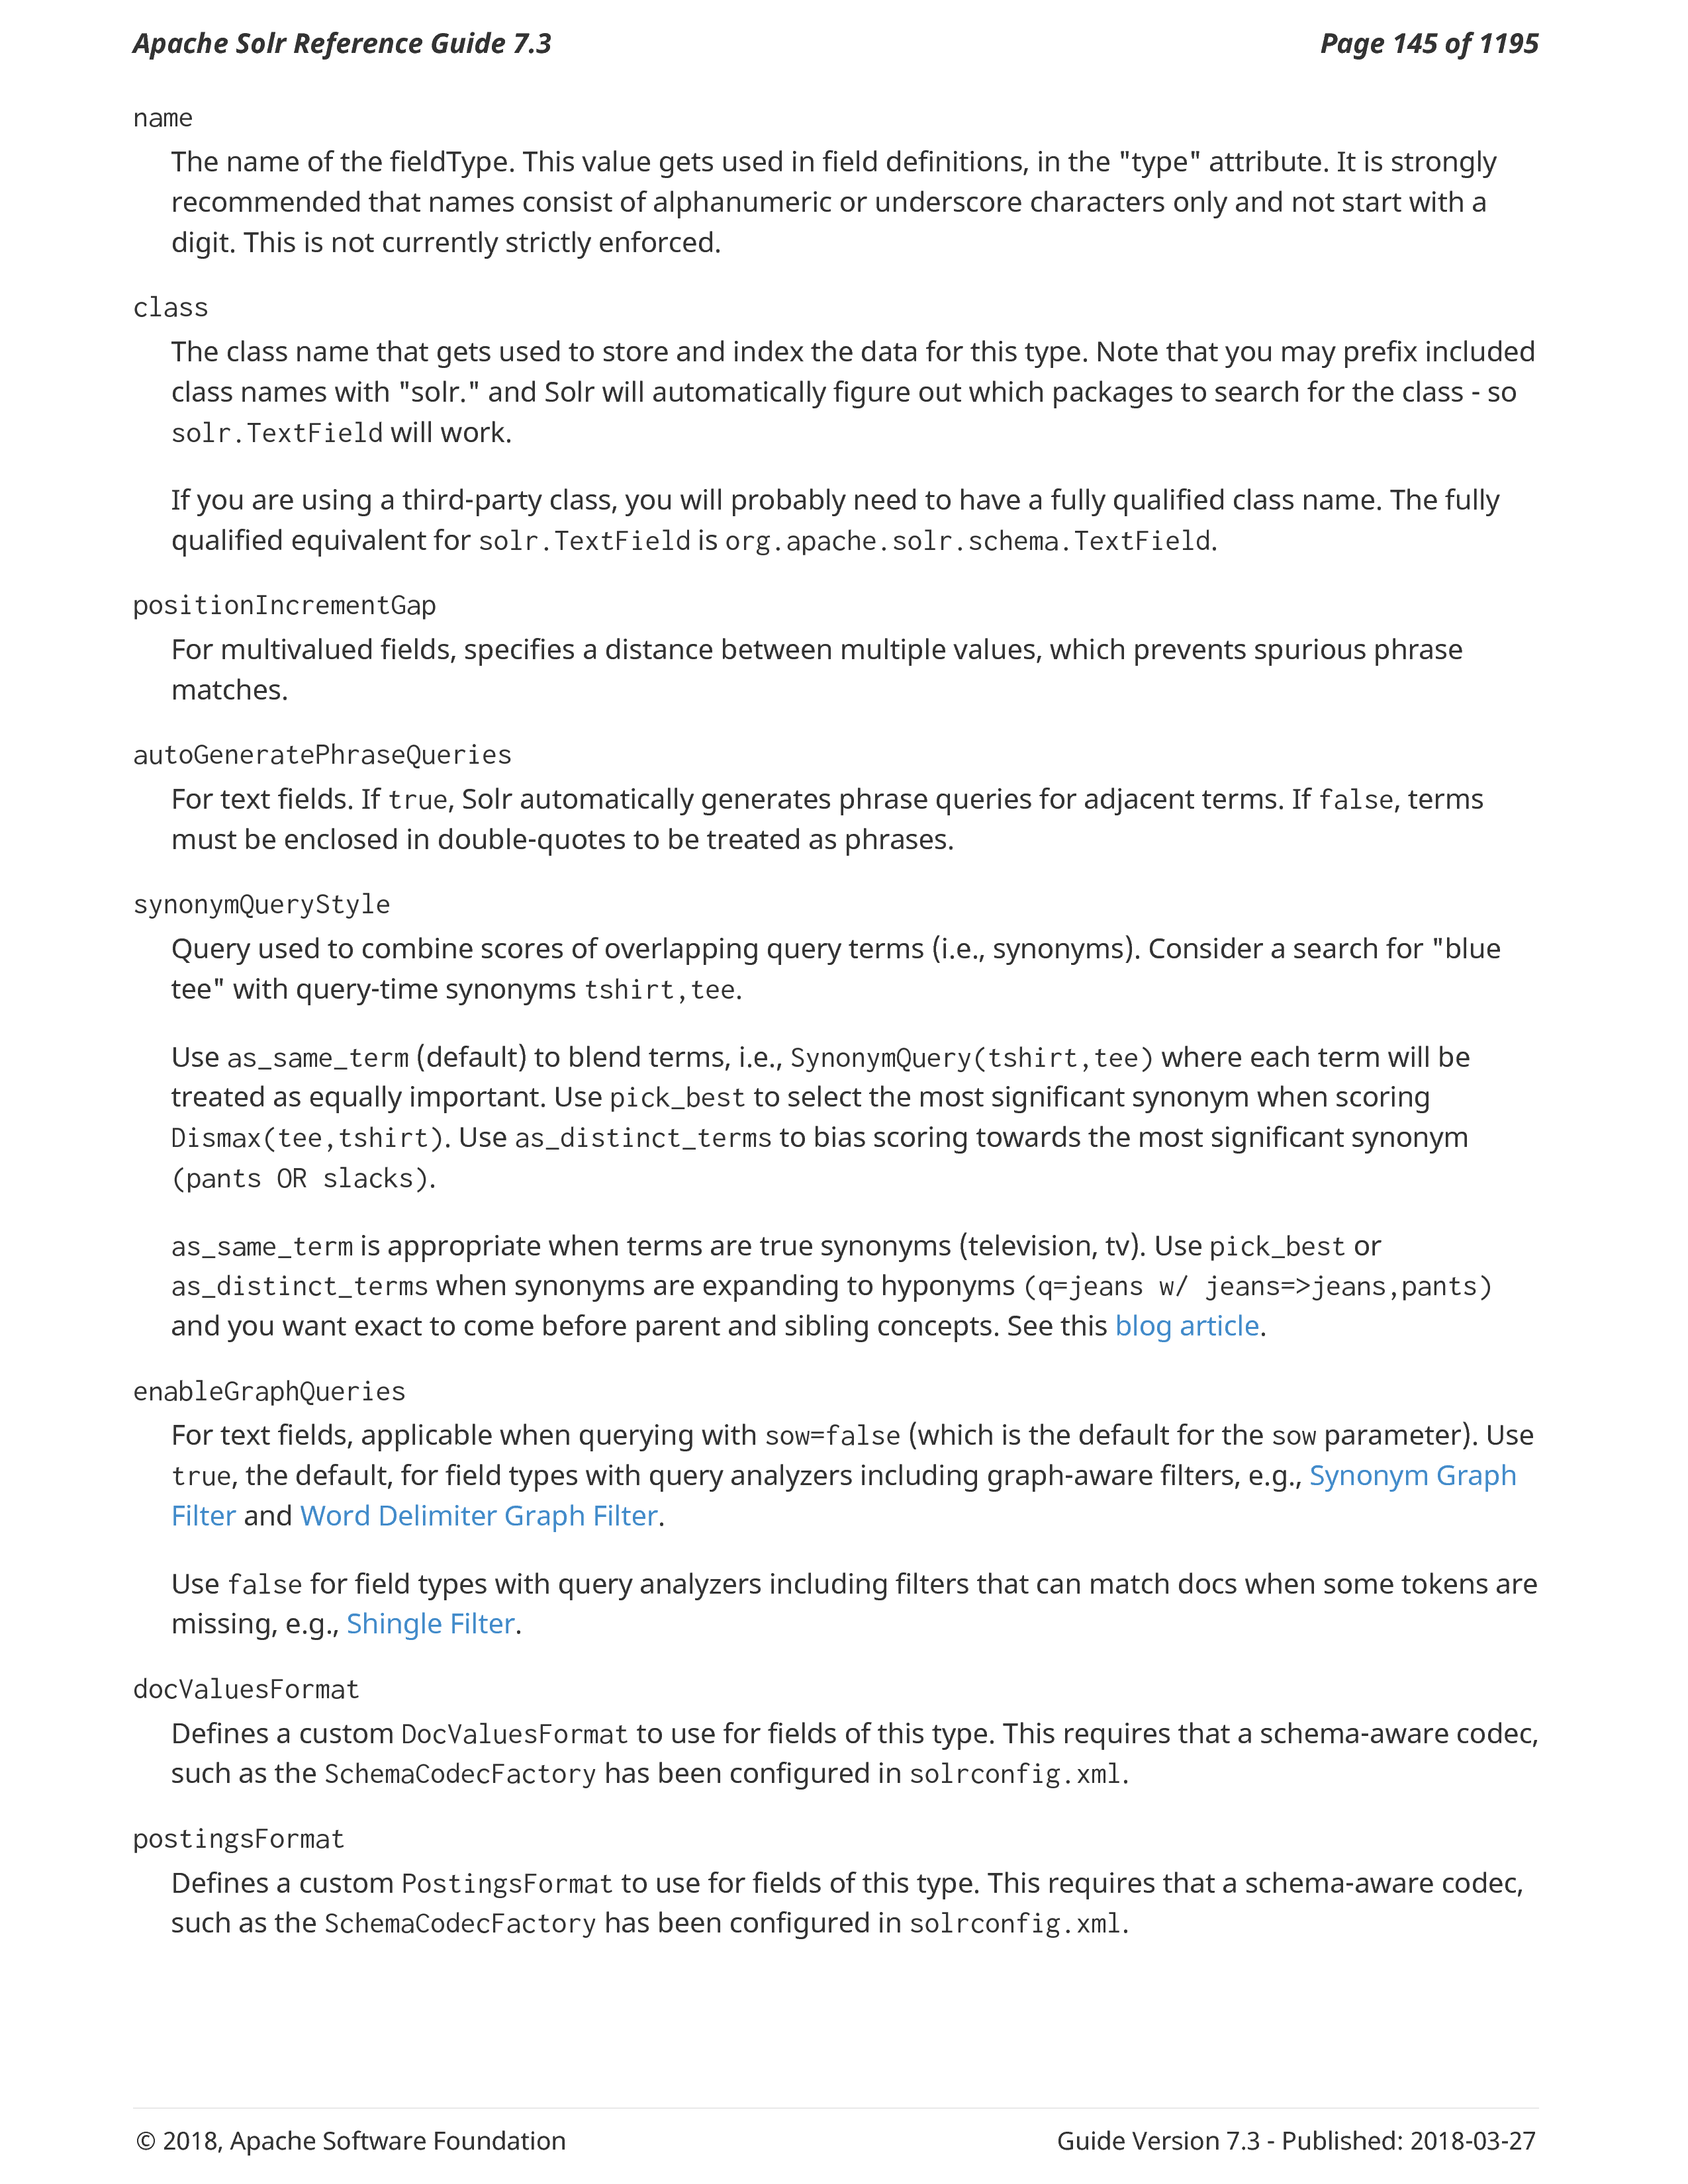 Apache Solr Reference Guide 7.3
Page 145 of 1195
name
The name of the fieldType. This value gets used in field definitions, in the "type" attribute. It is strongly
recommended that names consist of alphanumeric or underscore characters only and not start with a
digit. This is not currently strictly enforced.
class
The class name that gets used to store and index the data for this type. Note that you may prefix included
class names with "solr." and Solr will automatically figure out which packages to search for the class - so
solr.TextField will work.
If you are using a third-party class, you will probably need to have a fully qualified class name. The fully
qualified equivalent for solr.TextField is org.apache.solr.schema.TextField.
positionIncrementGap
For multivalued fields, specifies a distance between multiple values, which prevents spurious phrase
matches.
autoGeneratePhraseQueries
For text fields. If true, Solr automatically generates phrase queries for adjacent terms. If false, terms
must be enclosed in double-quotes to be treated as phrases.
synonymQueryStyle
Query used to combine scores of overlapping query terms (i.e., synonyms). Consider a search for "blue
tee" with query-time synonyms tshirt,tee.
Use as_same_term (default) to blend terms, i.e., SynonymQuery(tshirt,tee) where each term will be
treated as equally important. Use pick_best to select the most significant synonym when scoring
Dismax(tee,tshirt). Use as_distinct_terms to bias scoring towards the most significant synonym
(pants OR slacks).
as_same_term is appropriate when terms are true synonyms (television, tv). Use pick_best or
as_distinct_terms when synonyms are expanding to hyponyms (q=jeans w/ jeans=>jeans,pants)
and you want exact to come before parent and sibling concepts. See this blog article.
enableGraphQueries
For text fields, applicable when querying with sow=false (which is the default for the sow parameter). Use
true, the default, for field types with query analyzers including graph-aware filters, e.g., Synonym Graph
Filter and Word Delimiter Graph Filter.
Use false for field types with query analyzers including filters that can match docs when some tokens are
missing, e.g., Shingle Filter.
docValuesFormat
Defines a custom DocValuesFormat to use for fields of this type. This requires that a schema-aware codec,
such as the SchemaCodecFactory has been configured in solrconfig.xml.
postingsFormat
Defines a custom PostingsFormat to use for fields of this type. This requires that a schema-aware codec,
such as the SchemaCodecFactory has been configured in solrconfig.xml.
© 2018, Apache Software Foundation
Guide Version 7.3 - Published: 2018-03-27